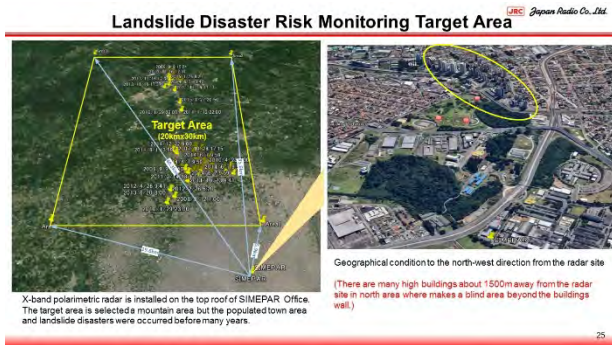 Landslide Disaster Risk Monitoring Target Area
JRC Japan Radio Co., Ltd.
Target Area
(20kmx30km)
SIMEPAR
SIMEPAR
Geographical condition to the north-west direction from the radar site
(There are many high buildings about 1500m away from the radar
site in north area where makes a blind area beyond the buildings
wall.)
X-band polarimetric radar is installed on the top roof of SIMEPAR Office.
The target area is selected a mountain area but the populated town area
and landslide disasters were occurred before many years.
25